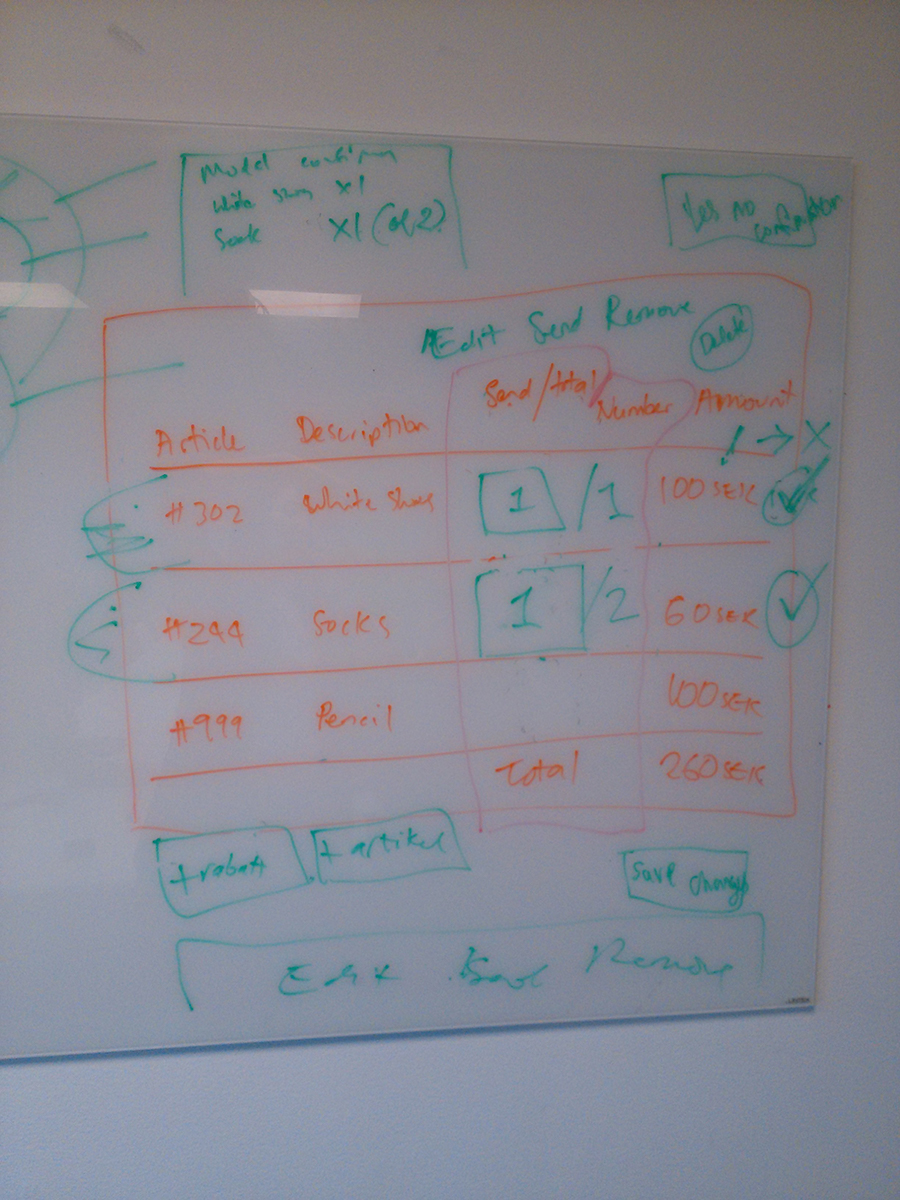 Modal confirm
white shoes x1
Sock x1 (of 2)
Yes no
confirmation
Edit Send Remove
Delete
Article Description Send/total Number Amount
! → X
#302 White Shoes 1 /1 100 SEK
#244 Socks 1 /2 60 SEK
#999 Pencil 100 SEK
Total 260 SEK
+rabatt +artikel
Save changes
Edit Remove